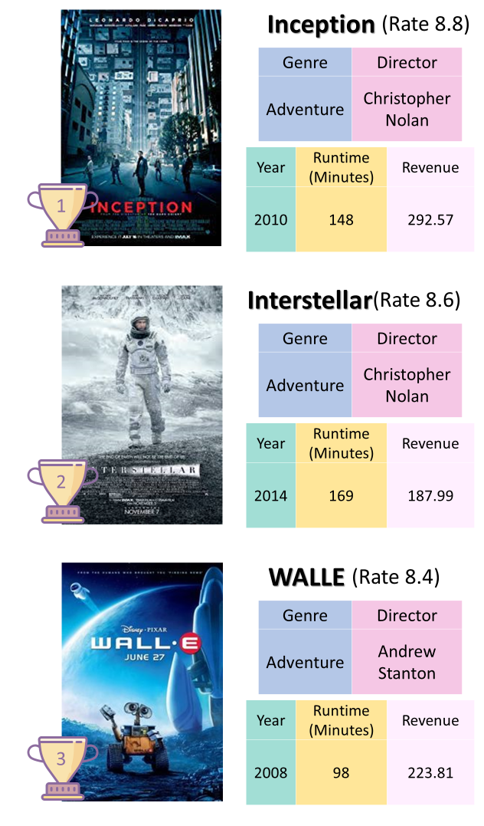 Inception (Rate 8.8)
LEONARDO DICAPRIO
INCEPTION
1
Genre Director
Adventure Christopher
Nolan
Year Runtime
(Minutes) Revenue
2010 148 292.57
Interstellar(Rate 8.6)
INTERSTELLAR
NOVEMBER 7
2
Genre Director
Adventure Christopher
Nolan
Year Runtime
(Minutes) Revenue
2014 169 187.99
WALLE (Rate 8.4)
Disney · PIXAR
WALL·E
JUNE 27
3
Genre Director
Adventure Andrew
Stanton
Year Runtime
(Minutes) Revenue
2008 98 223.81